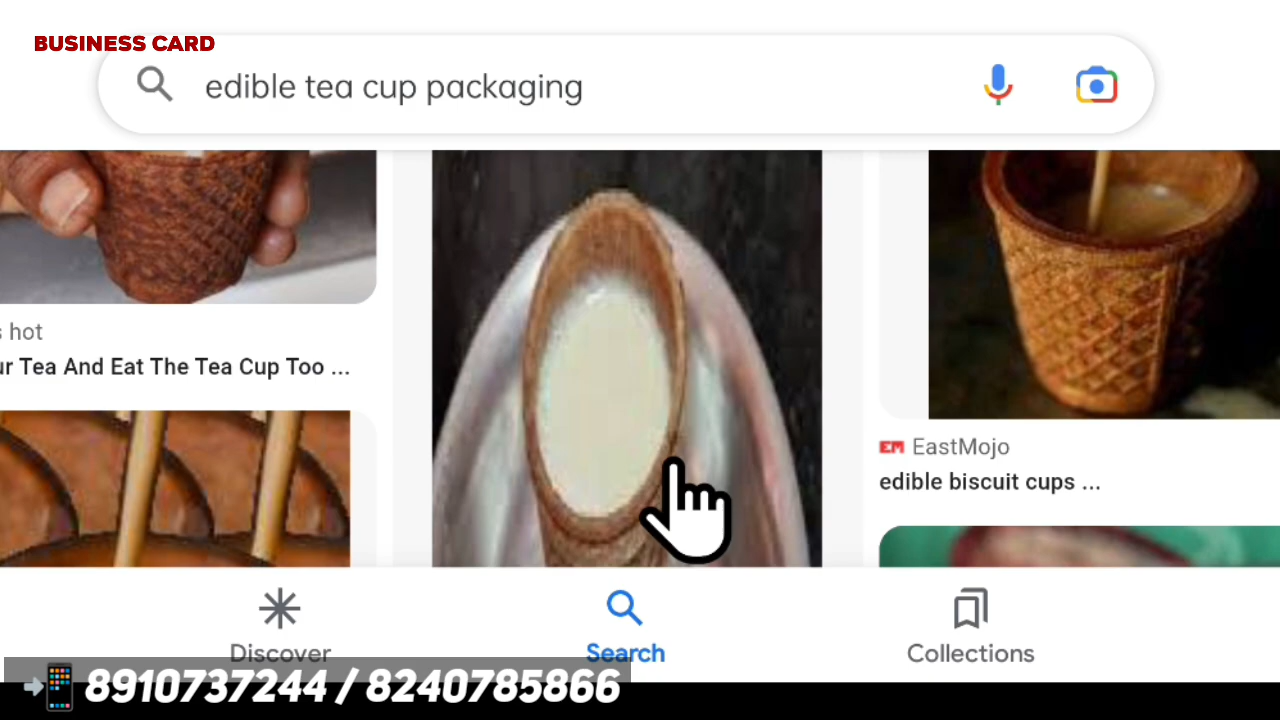 BUSINESS CARD
edible tea cup packaging
s hot
ur Tea And Eat The Tea Cup Too ...
EM EastMojo
edible biscuit cups ...
Discover
Search
Collections
8910737244 / 8240785866